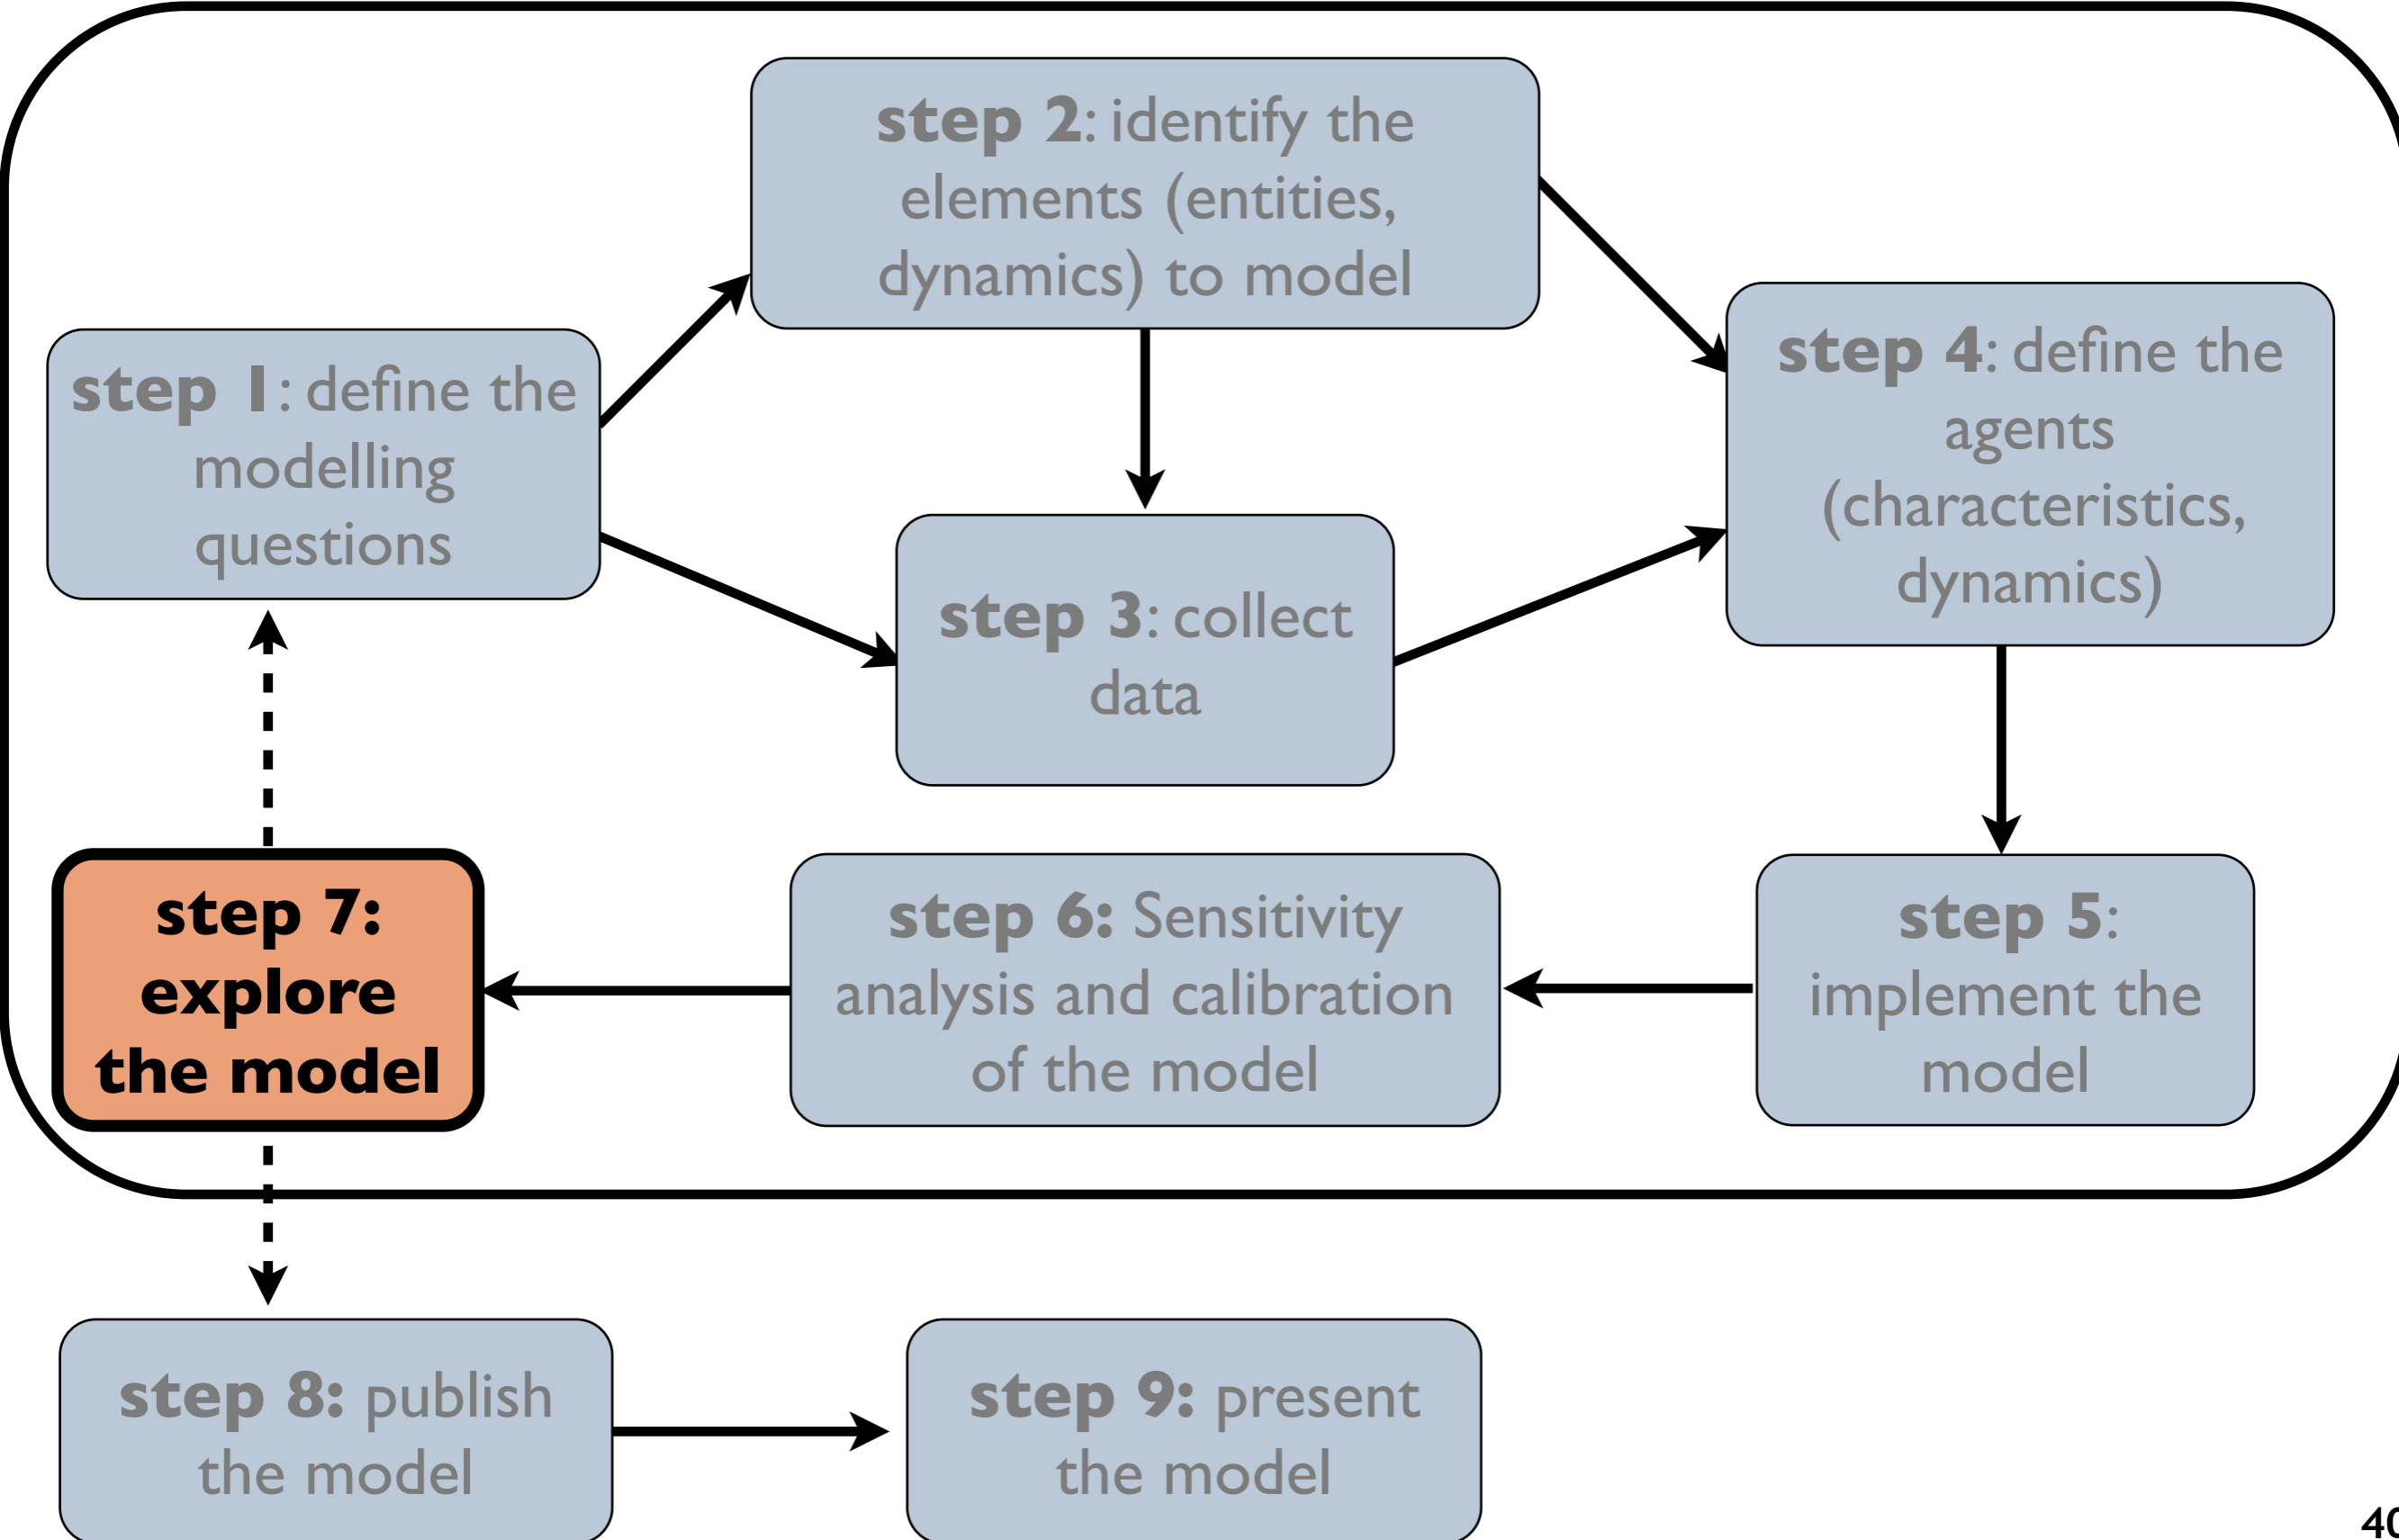 step 1: define the
modelling
questions
step 2: identify the
elements (entities,
dynamics) to model
step 3: collect
data
step 4: define the
agents
(characteristics,
dynamics)
step 5:
implement the
model
step 6: Sensitivity
analysis and calibration
of the model
step 7:
explore
the model
step 8: publish
the model
step 9: present
the model
40